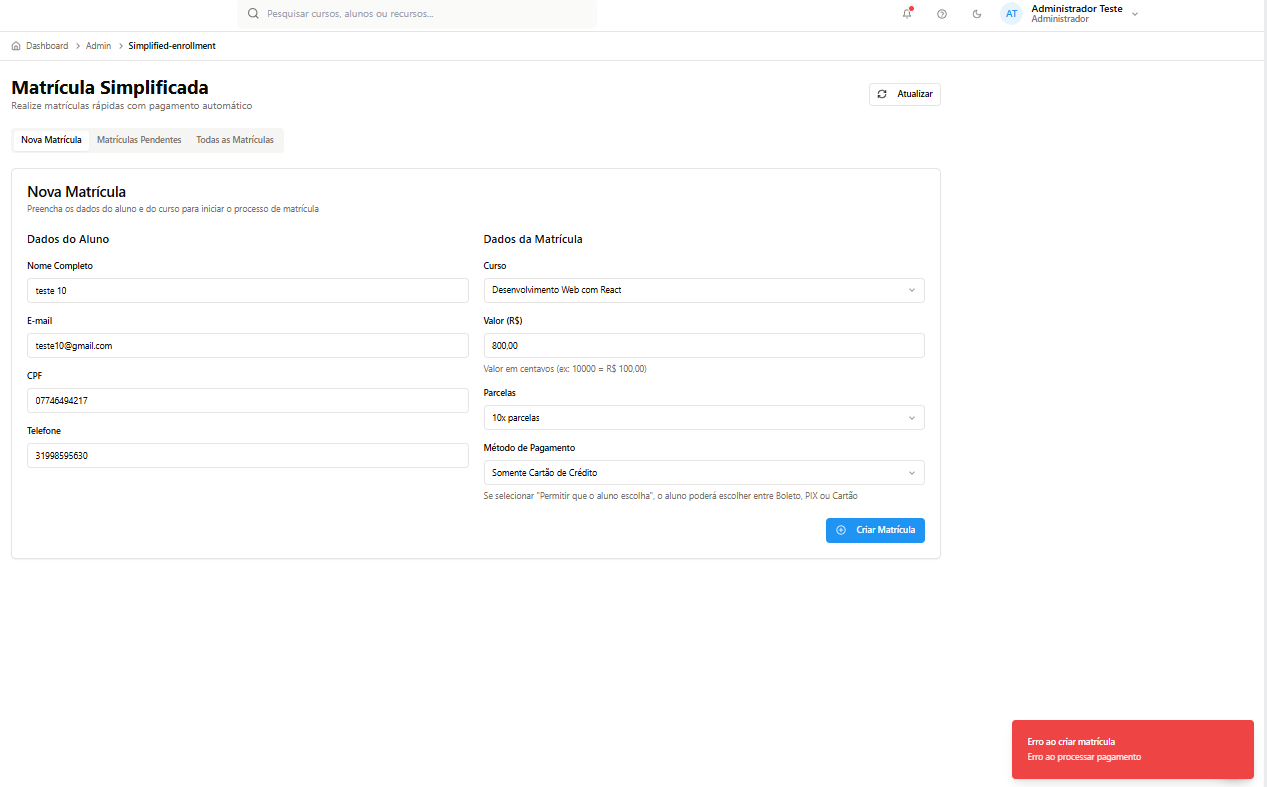 Pesquisar cursos, alunos ou recursos...
AT
Administrador Teste
Administrador
Dashboard > Admin > Simplified-enrollment
Matrícula Simplificada
Realize matrículas rápidas com pagamento automático
Atualizar
Nova Matrícula Matrículas Pendentes Todas as Matrículas
Nova Matrícula
Preencha os dados do aluno e do curso para iniciar o processo de matrícula
Dados do Aluno
Nome Completo
teste 10
E-mail
teste10@gmail.com
CPF
07746494217
Telefone
31998595630
Dados da Matrícula
Curso
Desenvolvimento Web com React
Valor (R$)
800,00
Valor em centavos (ex: 10000 = R$ 100,00)
Parcelas
10x parcelas
Método de Pagamento
Somente Cartão de Crédito
Se selecionar "Permitir que o aluno escolha", o aluno poderá escolher entre Boleto, PIX ou Cartão
Criar Matrícula
Erro ao criar matrícula
Erro ao processar pagamento